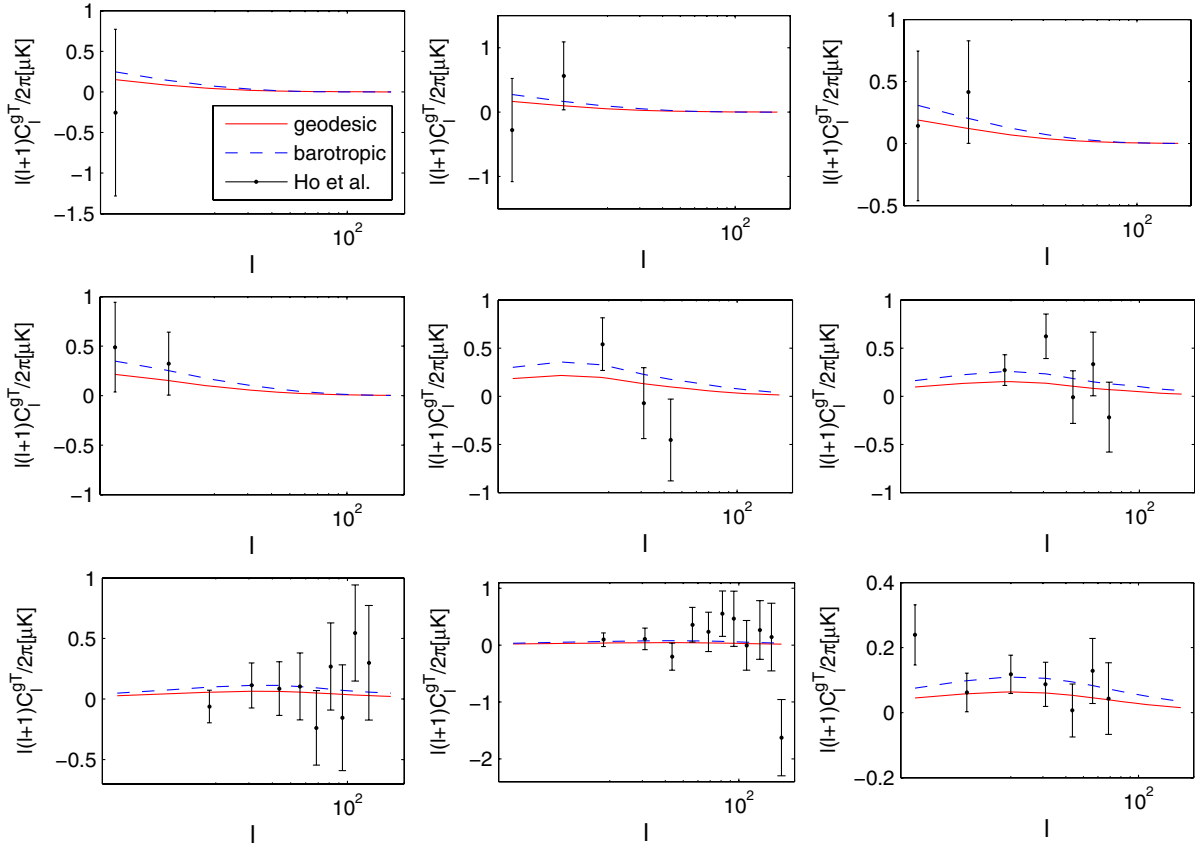 1
0.5
0
−0.5
−1
−1.5
l(l+1)C_l^{gT}/2π[μK]
10^2
l
geodesic
barotropic
Ho et al.
1
0
−1
l(l+1)C_l^{gT}/2π[μK]
10^2
l
1
0.5
0
−0.5
l(l+1)C_l^{gT}/2π[μK]
10^2
l
1
0.5
0
−0.5
−1
l(l+1)C_l^{gT}/2π[μK]
10^2
l
1
0.5
0
−0.5
−1
l(l+1)C_l^{gT}/2π[μK]
10^2
l
1
0.5
0
−0.5
−1
l(l+1)C_l^{gT}/2π[μK]
10^2
l
1
0.5
0
−0.5
l(l+1)C_l^{gT}/2π[μK]
10^2
l
1
0
−1
−2
l(l+1)C_l^{gT}/2π[μK]
10^2
l
0.4
0.2
0
−0.2
l(l+1)C_l^{gT}/2π[μK]
10^2
l